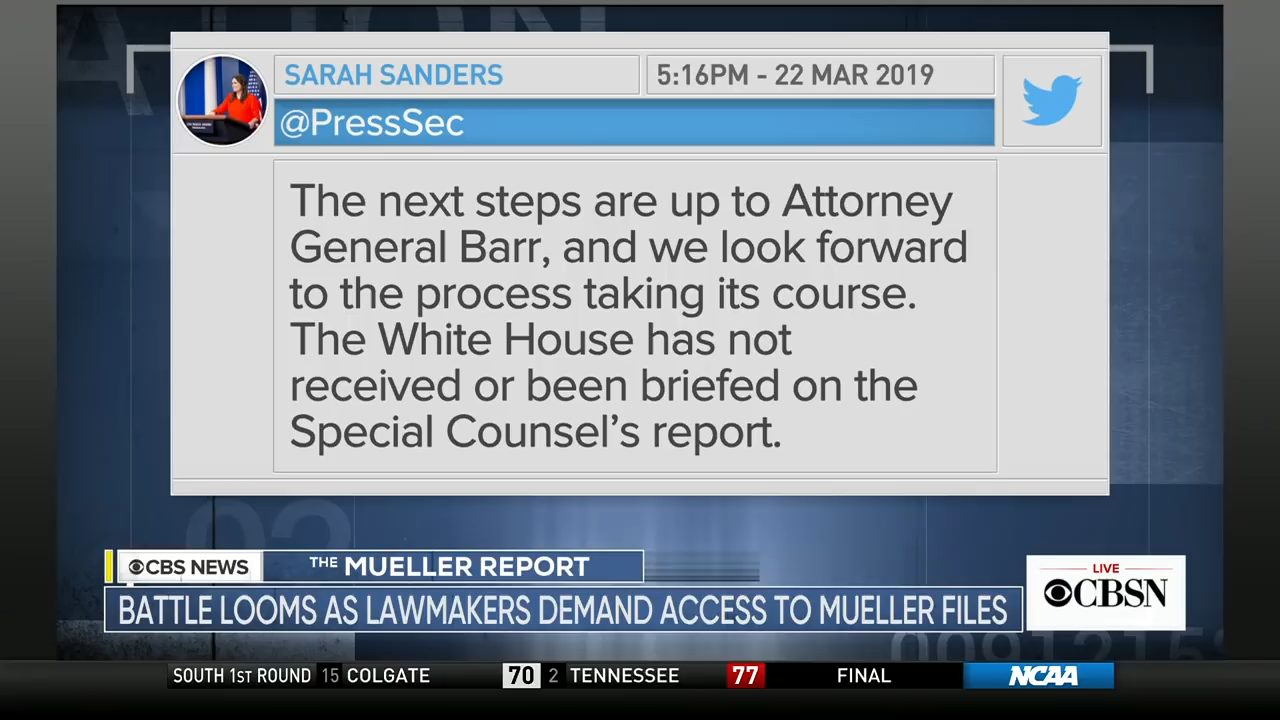 SARAH SANDERS
5:16PM - 22 MAR 2019
@PressSec
The next steps are up to Attorney
General Barr, and we look forward
to the process taking its course.
The White House has not
received or been briefed on the
Special Counsel's report.
CBS NEWS
THE MUELLER REPORT
BATTLE LOOMS AS LAWMAKERS DEMAND ACCESS TO MUELLER FILES
LIVE
CBSN
SOUTH 1ST ROUND 15 COLGATE 70 2 TENNESSEE 77 FINAL NCAA